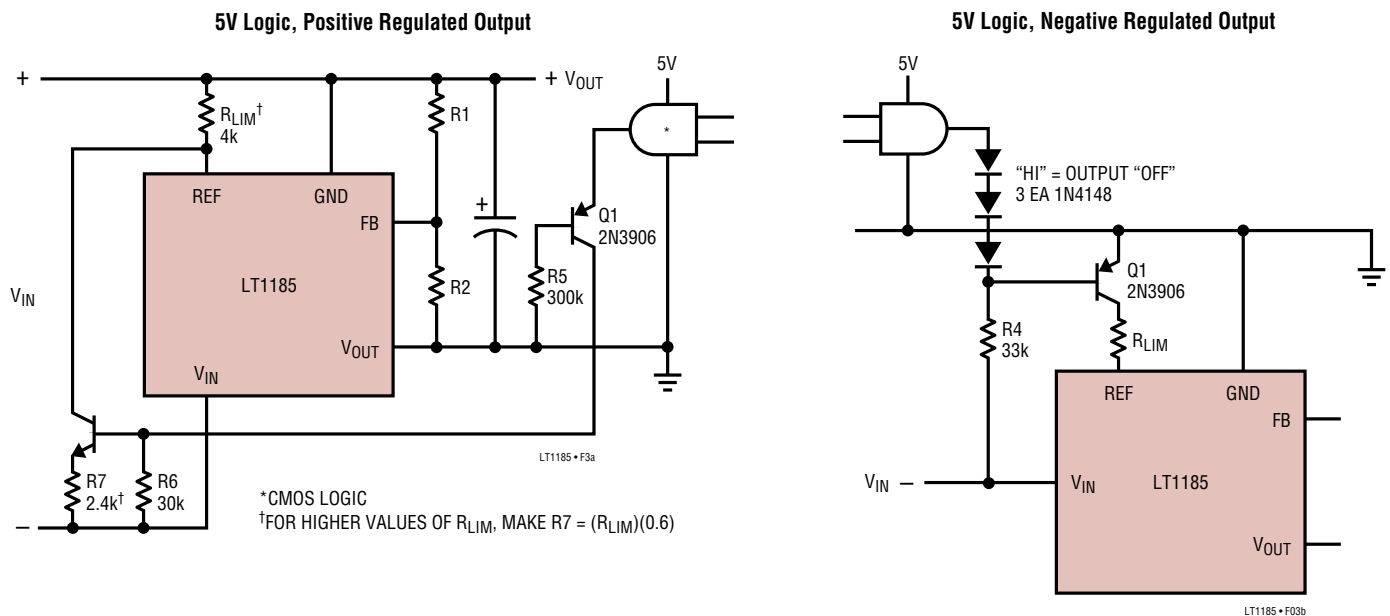 5V Logic, Positive Regulated Output
+
+ VOUT
RLIM†
4k
R1
5V
*
REF
GND
FB
+
Q1
2N3906
VIN
LT1185
R2
R5
300k
VOUT
VIN
LT1185 • F3a
R7
2.4k†
R6
30k
*CMOS LOGIC
†FOR HIGHER VALUES OF RLIM, MAKE R7 = (RLIM)(0.6)
–
5V Logic, Negative Regulated Output
5V
“HI” = OUTPUT “OFF”
3 EA 1N4148
Q1
2N3906
R4
33k
RLIM
REF
GND
FB
VIN –
VIN
LT1185
VOUT
LT1185 • F03b